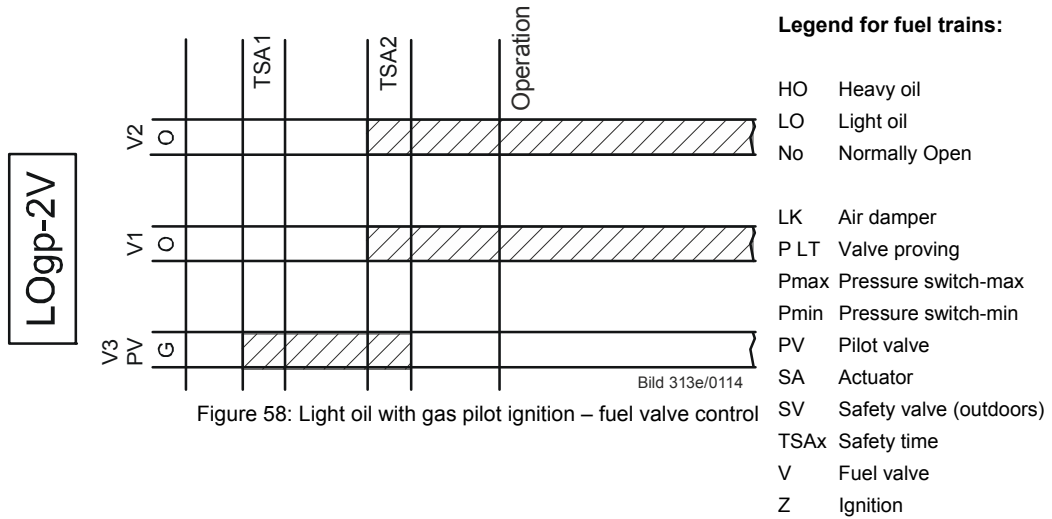 LOgp-2V
TSA1
TSA2
Operation
V2
O
V1
O
V3
PV
G
Bild 313e/0114
Figure 58: Light oil with gas pilot ignition – fuel valve control
Legend for fuel trains:
HO Heavy oil
LO Light oil
No Normally Open
LK Air damper
P LT Valve proving
Pmax Pressure switch-max
Pmin Pressure switch-min
PV Pilot valve
SA Actuator
SV Safety valve (outdoors)
TSAx Safety time
V Fuel valve
Z Ignition